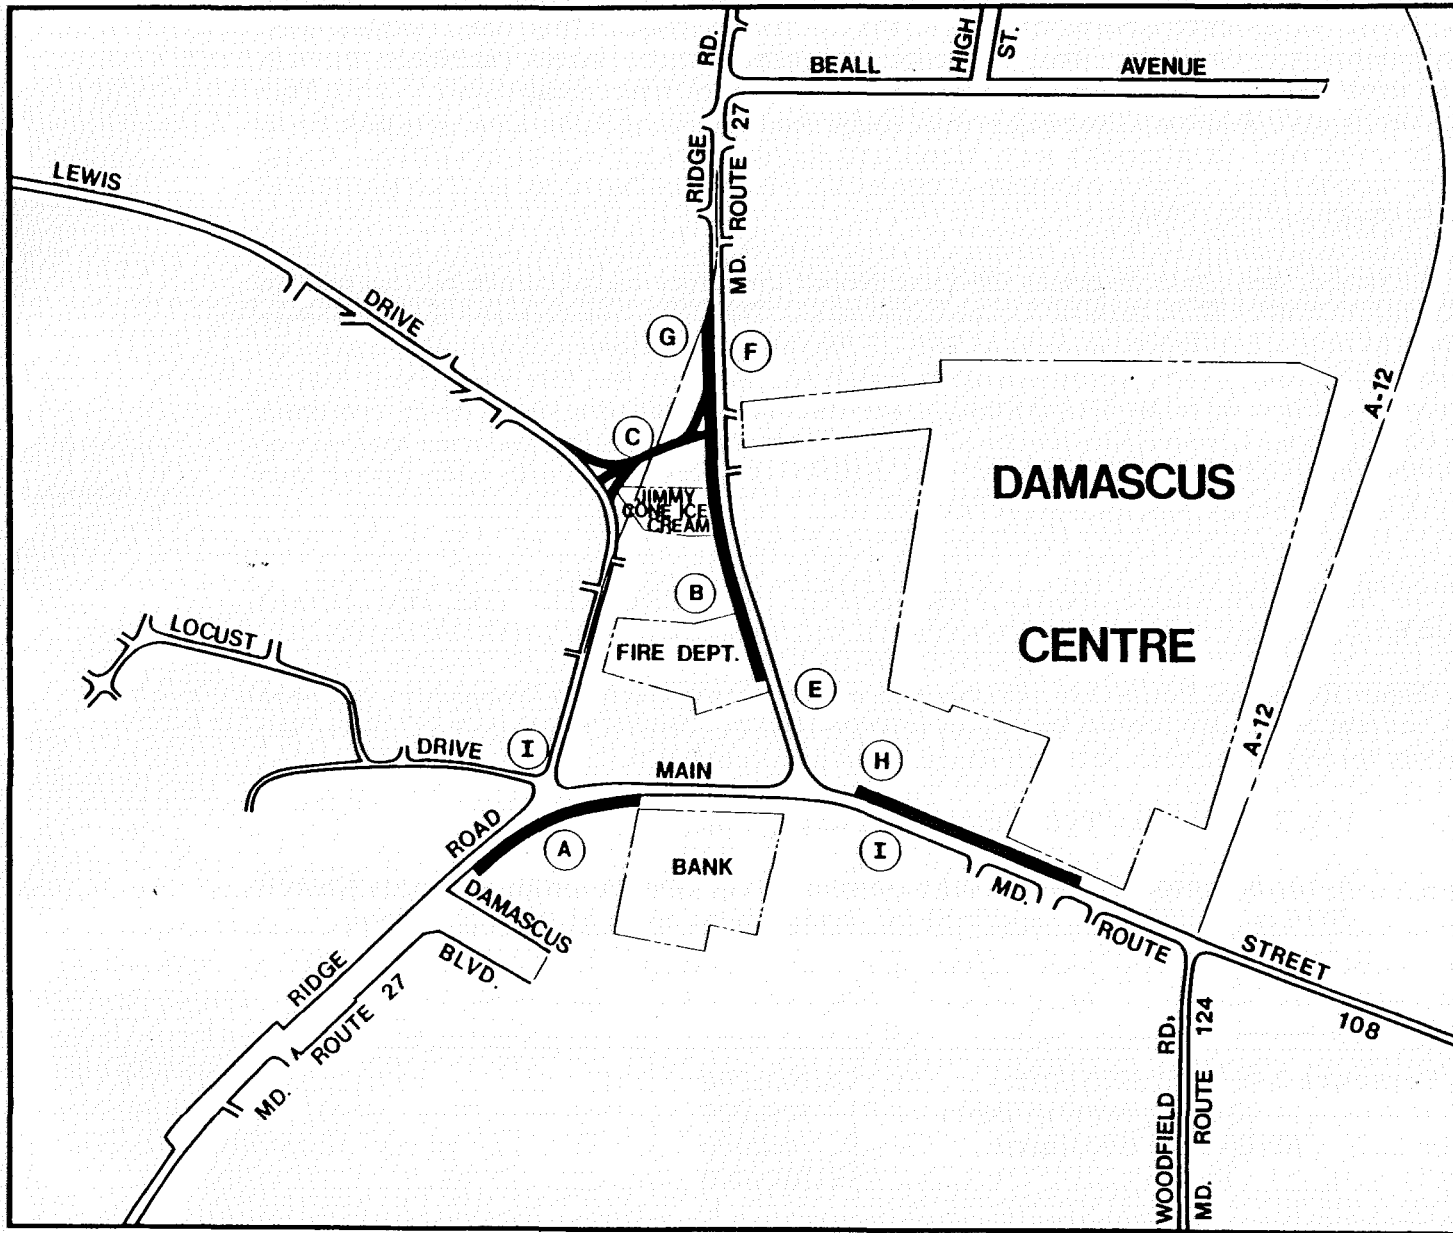 RD.
BEALL
HIGH
ST.
AVENUE
RIDGE
MD. ROUTE 27
LEWIS
DRIVE
G
F
A-12
C
DAMASCUS
CENTRE
JIMMY
CONE ICE
CREAM
B
LOCUST
DRIVE
FIRE DEPT.
E
A-12
I
MAIN
H
ROAD
A
BANK
I
DAMASCUS
BLVD.
MD.
ROUTE
STREET
108
RIDGE
MD. ROUTE 27
WOODFIELD RD,
MD. ROUTE 124